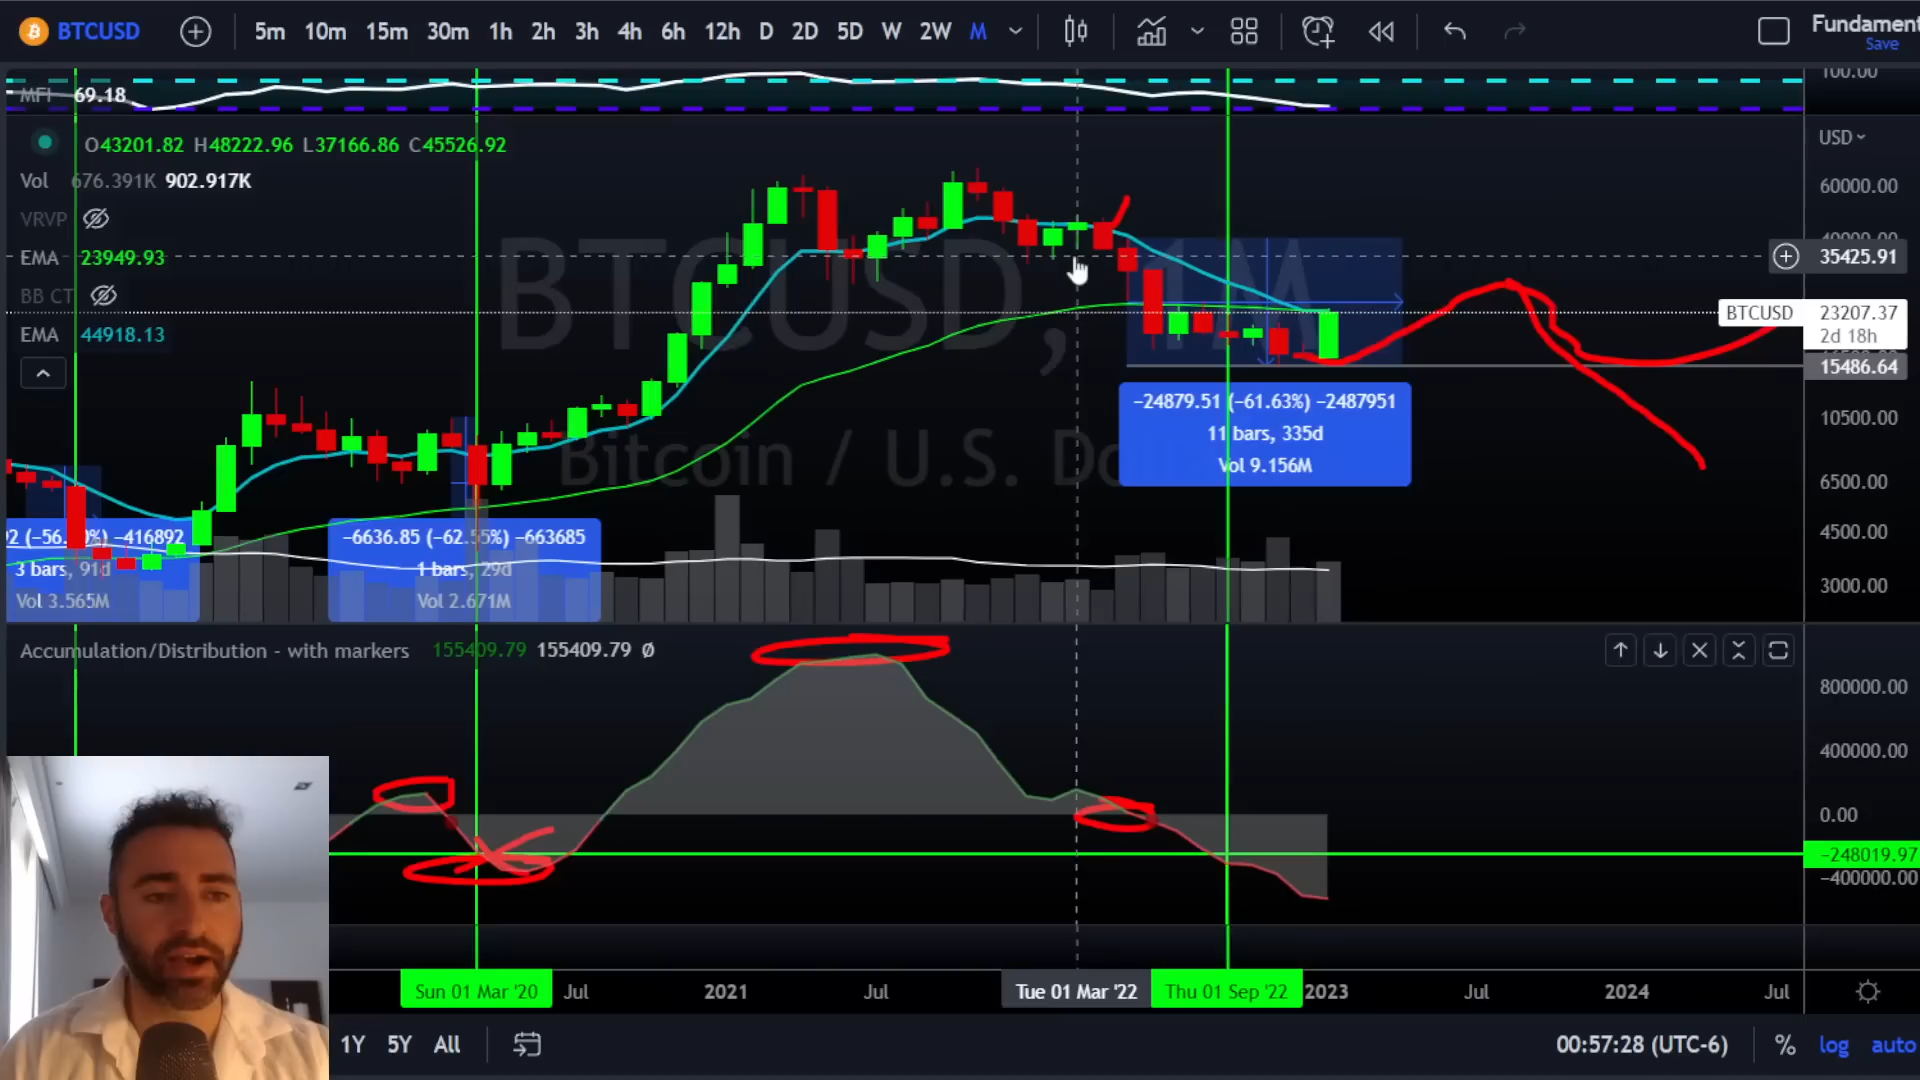 BTCUSD 5m 10m 15m 30m 1h 2h 3h 4h 6h 12h D 2D 5D W 2W M
Save
MFI 69.18
100.00
O43201.82 H48222.96 L37166.86 C45526.92
USD
Vol 676.391K 902.917K
60000.00
VRVP
40000.00
EMA 23949.93
35425.91
BB CT
BTCUSD 23207.37
2d 18h
EMA 44918.13
15486.64
BTCUSD, 1M
Bitcoin / U.S.
−24879.51 (−61.63%) −2487951
11 bars, 335d
Vol 9.156M
10500.00
6500.00
4500.00
3000.00
−416892
3 bars, 91d
Vol 3.565M
−6636.85 (−62.55%) −663685
1 bars, 29d
Vol 2.671M
Accumulation/Distribution - with markers 155409.79 155409.79 Ø
800000.00
400000.00
0.00
−248019.97
−400000.00
Sun 01 Mar '20 Jul 2021 Jul Tue 01 Mar '22 Thu 01 Sep '22 2023 Jul 2024 Jul
1Y 5Y All
00:57:28 (UTC-6) % log auto